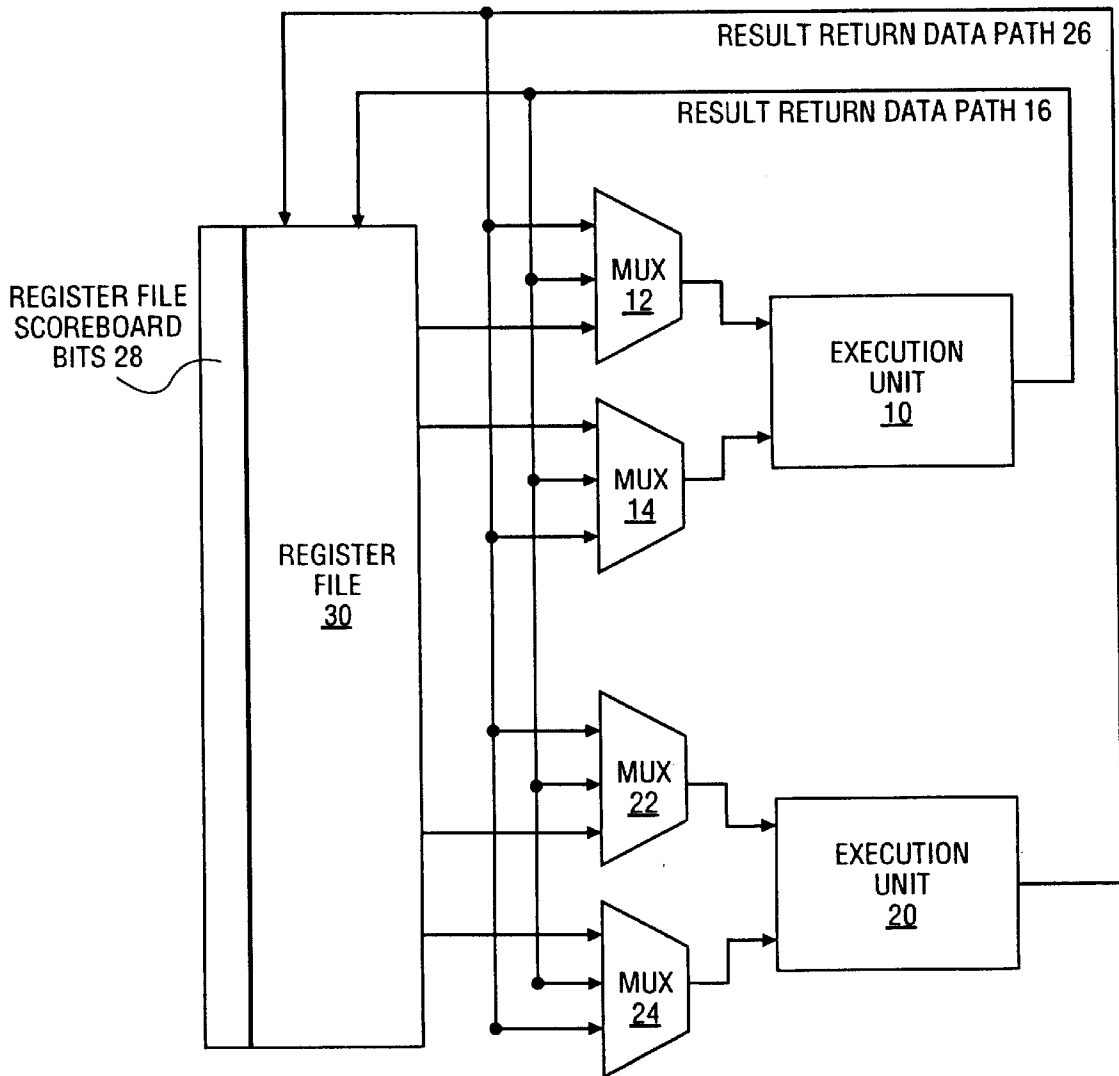 RESULT RETURN DATA PATH 26
RESULT RETURN DATA PATH 16
MUX
12
REGISTER FILE
SCOREBOARD
BITS 28
EXECUTION
UNIT
10
MUX
14
REGISTER
FILE
30
MUX
22
EXECUTION
UNIT
20
MUX
24